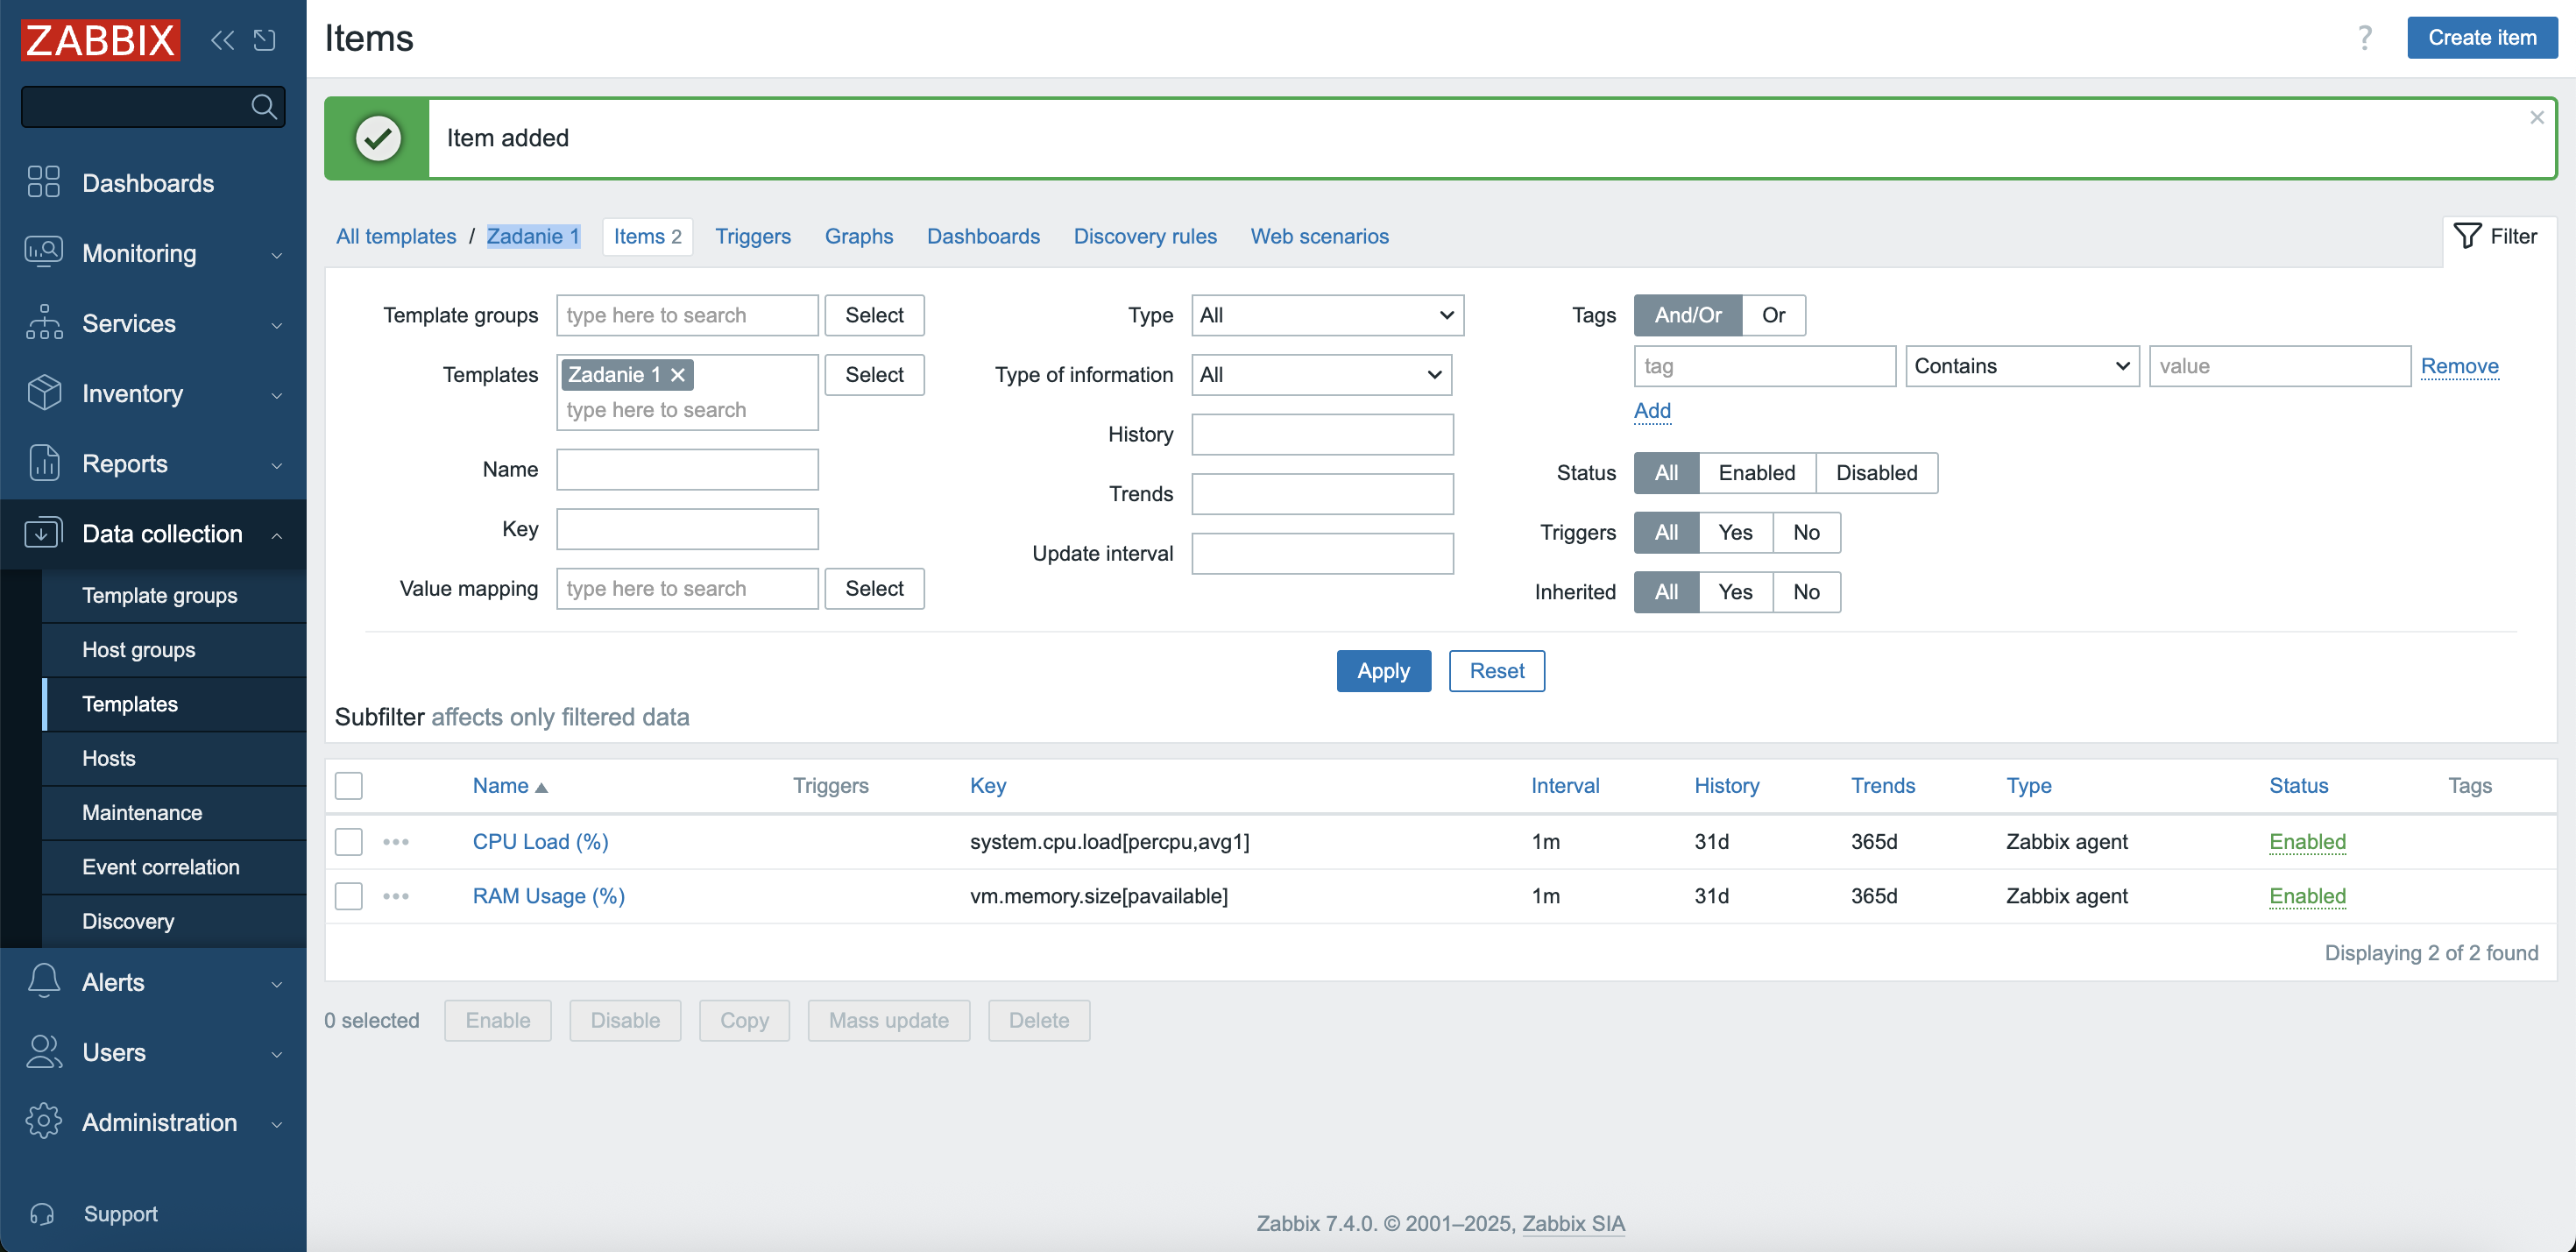 ZABBIX
Dashboards
Monitoring
Services
Inventory
Reports
Data collection
Template groups
Host groups
Templates
Hosts
Maintenance
Event correlation
Discovery
Alerts
Users
Administration
Support
Items
? Create item
Item added
All templates / Zadanie 1 Items 2 Triggers Graphs Dashboards Discovery rules Web scenarios Filter
Template groups type here to search Select
Templates Zadanie 1 Select
type here to search
Name
Key
Value mapping type here to search Select
Type All
Type of information All
History
Trends
Update interval
Tags And/Or Or
tag Contains value Remove
Add
Status All Enabled Disabled
Triggers All Yes No
Inherited All Yes No
Apply Reset
Subfilter affects only filtered data
Name Triggers Key Interval History Trends Type Status Tags
CPU Load (%) system.cpu.load[percpu,avg1] 1m 31d 365d Zabbix agent Enabled
RAM Usage (%) vm.memory.size[pavailable] 1m 31d 365d Zabbix agent Enabled
Displaying 2 of 2 found
0 selected Enable Disable Copy Mass update Delete
Zabbix 7.4.0. © 2001–2025, Zabbix SIA